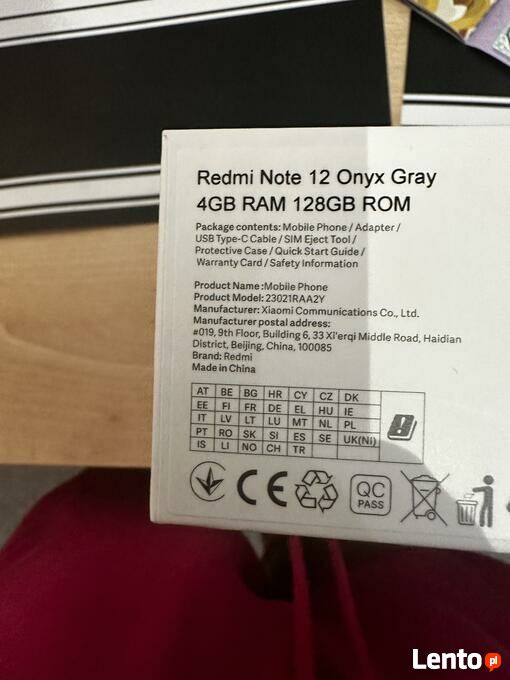 Redmi Note 12 Onyx Gray
4GB RAM 128GB ROM
Package contents: Mobile Phone / Adapter /
USB Type-C Cable / SIM Eject Tool /
Protective Case / Quick Start Guide /
Warranty Card / Safety Information
Product Name:Mobile Phone
Product Model: 23021RAA2Y
Manufacturer: Xiaomi Communications Co., Ltd.
Manufacturer postal address:
#019, 9th Floor, Building 6, 33 Xi'erqi Middle Road, Haidian
District, Beijing, China, 100085
Brand: Redmi
Made in China
AT BE BG HR CY CZ DK
EE FI FR DE EL HU IE
IT LV LT LU MT NL PL
PT RO SK SI ES SE UK(Ni)
IS LI NO CH TR
CE
QC
PASS
Lento pl